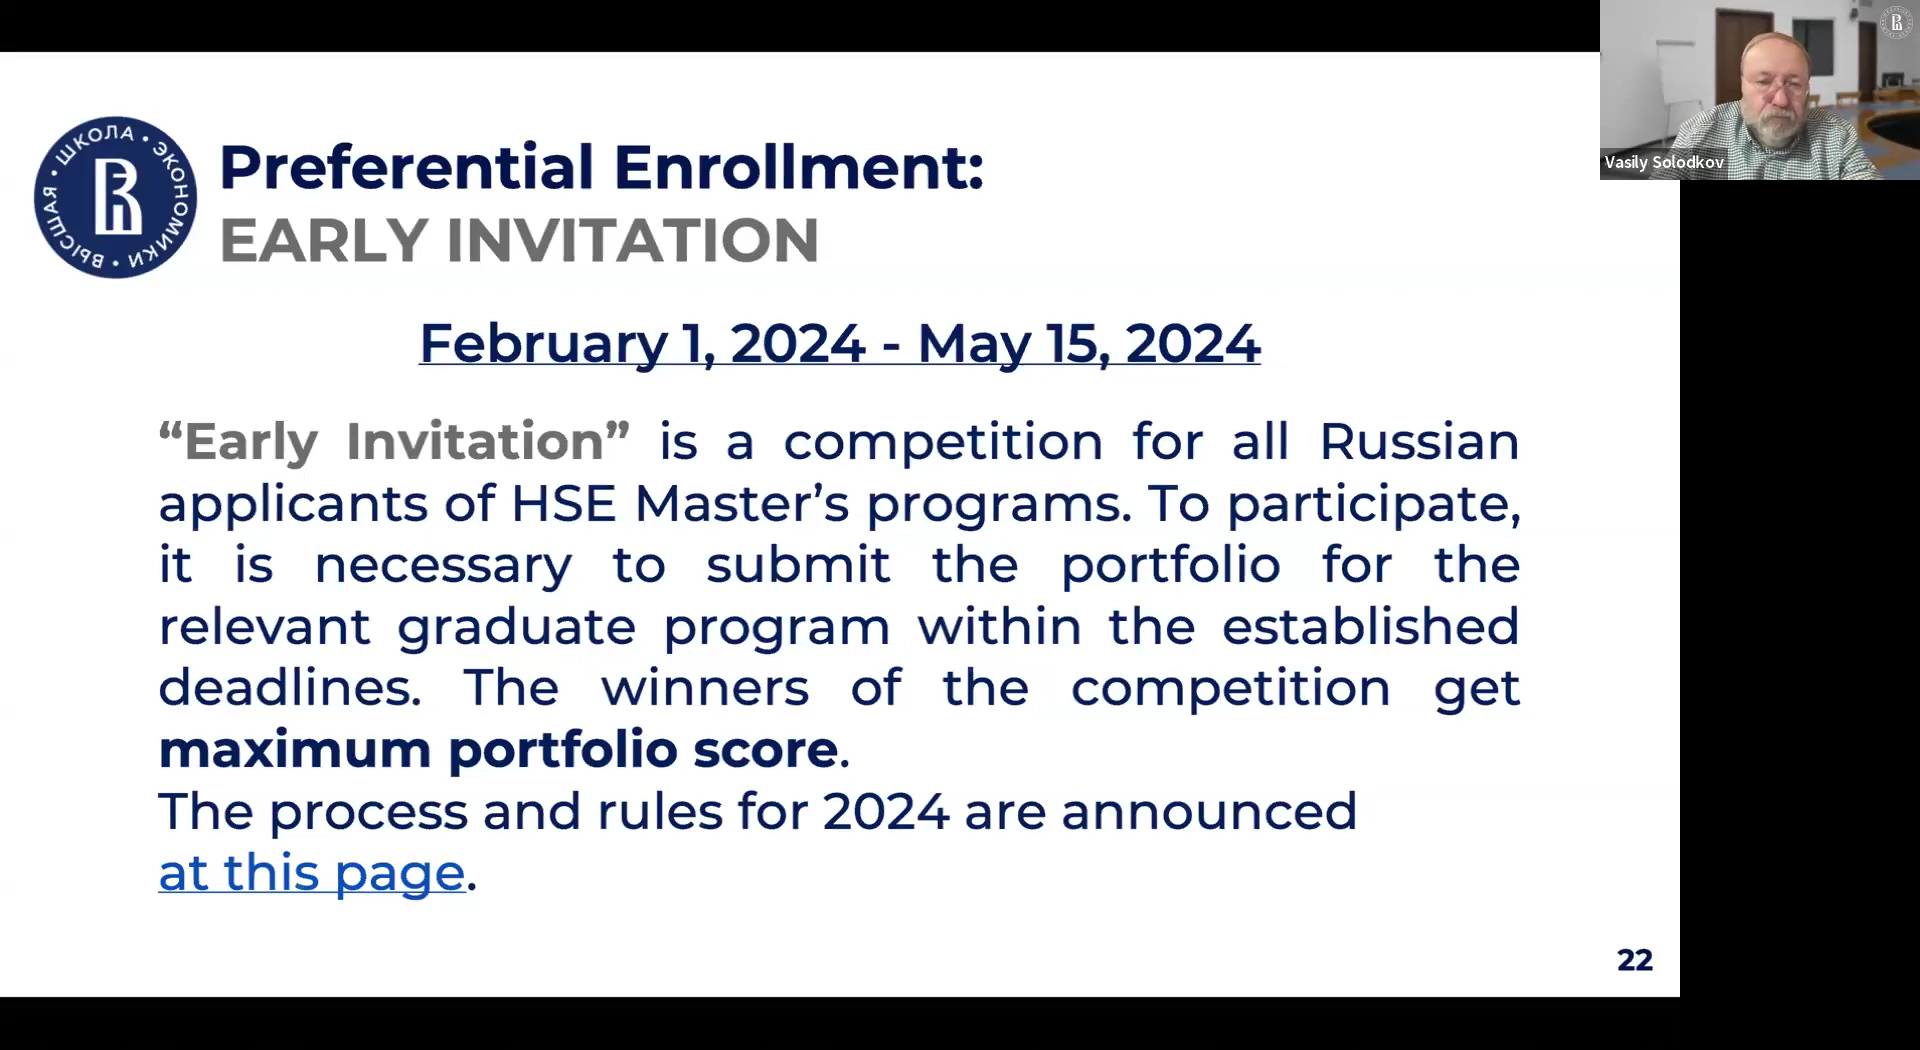 ВЫСШАЯ • ШКОЛА • ЭКОНОМИКИ •
Preferential Enrollment:
EARLY INVITATION
Vasily Solodkov
February 1, 2024 - May 15, 2024
“Early Invitation” is a competition for all Russian
applicants of HSE Master’s programs. To participate,
it is necessary to submit the portfolio for the
relevant graduate program within the established
deadlines. The winners of the competition get
maximum portfolio score.
The process and rules for 2024 are announced
at this page.
22